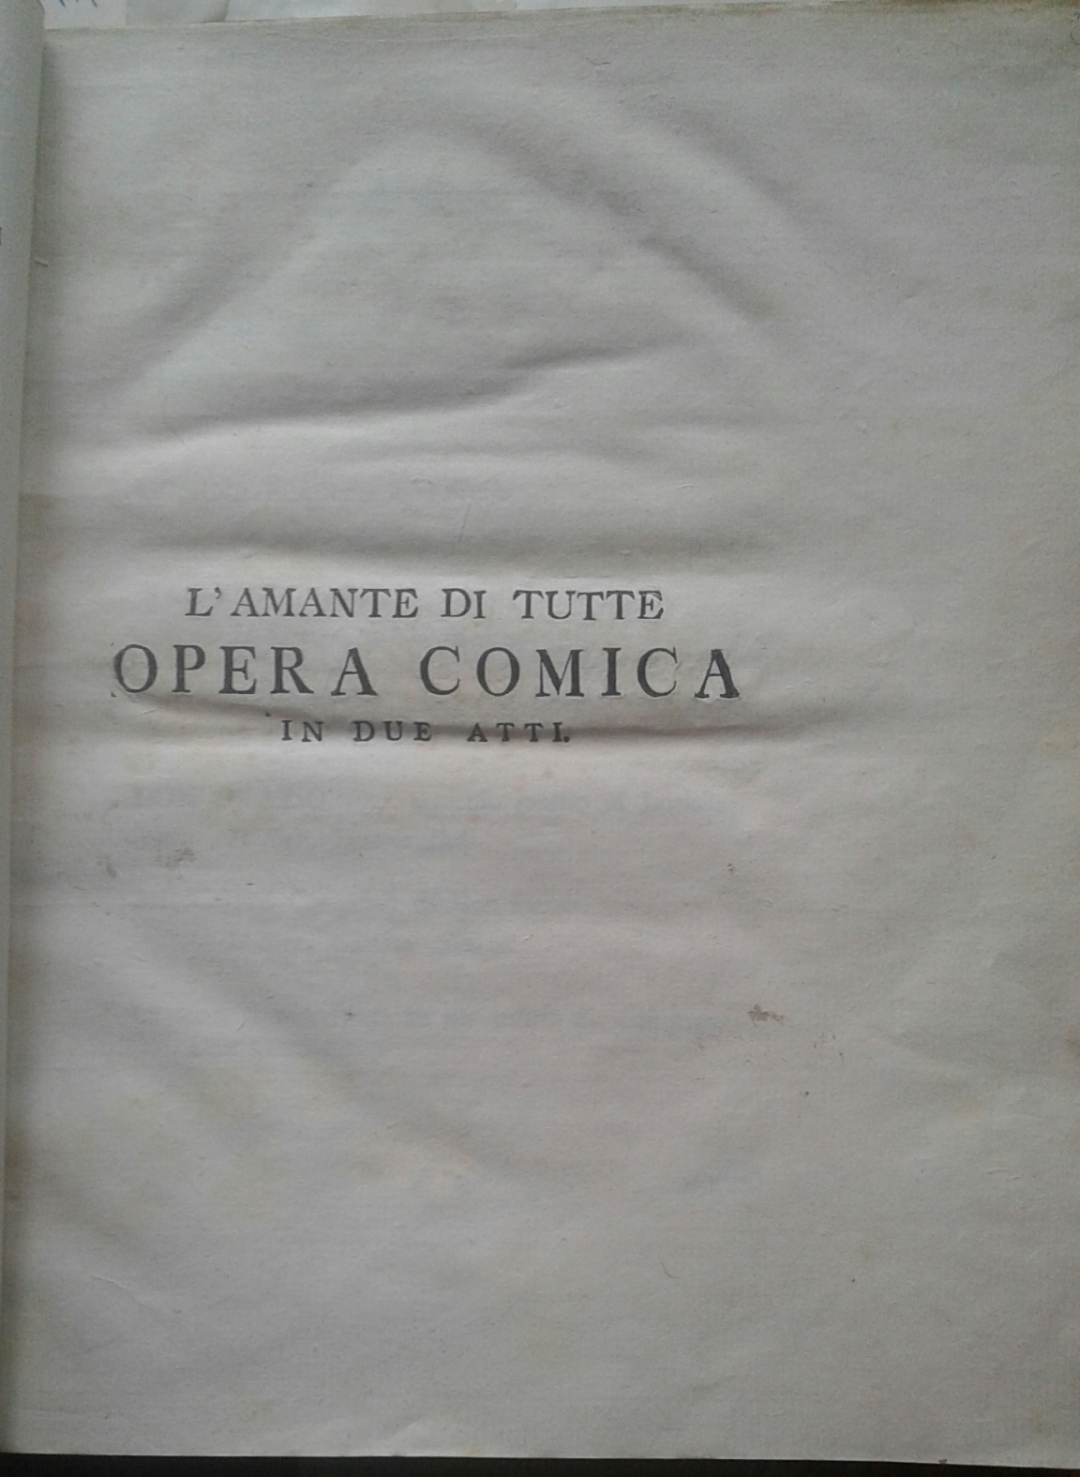 L'AMANTE DI TUTTE
OPERA COMICA
IN DUE ATTI.